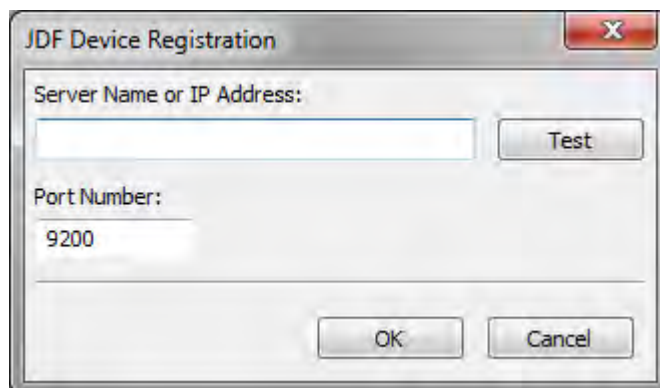 JDF Device Registration
Server Name or IP Address:
Test
Port Number:
9200
OK Cancel